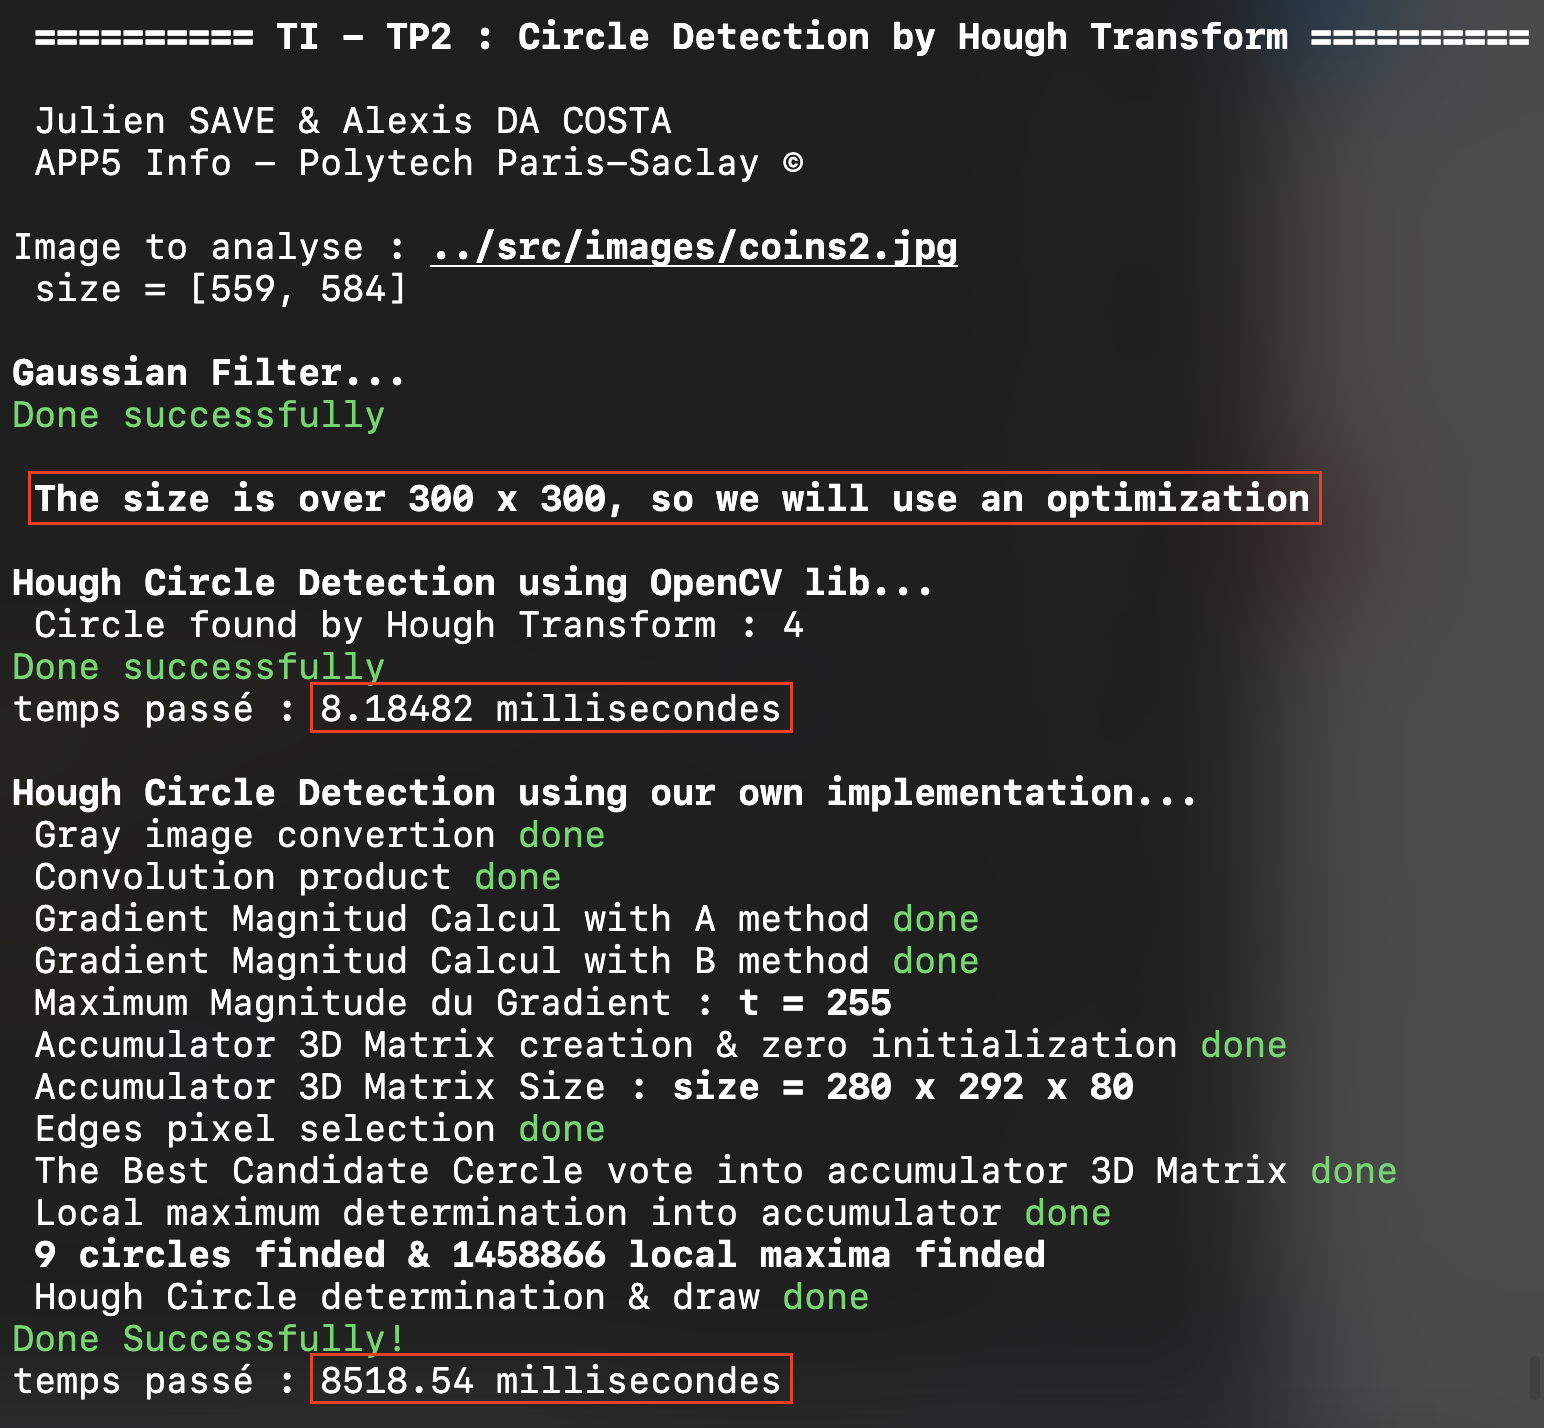 ========== TI - TP2 : Circle Detection by Hough Transform ==========
Julien SAVE & Alexis DA COSTA
APP5 Info - Polytech Paris-Saclay ©
Image to analyse : ../src/images/coins2.jpg
size = [559, 584]
Gaussian Filter...
Done successfully
The size is over 300 x 300, so we will use an optimization
Hough Circle Detection using OpenCV lib...
Circle found by Hough Transform : 4
Done successfully
temps passé : 8.18482 millisecondes
Hough Circle Detection using our own implementation...
Gray image convertion done
Convolution product done
Gradient Magnitud Calcul with A method done
Gradient Magnitud Calcul with B method done
Maximum Magnitude du Gradient : t = 255
Accumulator 3D Matrix creation & zero initialization done
Accumulator 3D Matrix Size : size = 280 x 292 x 80
Edges pixel selection done
The Best Candidate Cercle vote into accumulator 3D Matrix done
Local maximum determination into accumulator done
9 circles finded & 1458866 local maxima finded
Hough Circle determination & draw done
Done Successfully!
temps passé : 8518.54 millisecondes